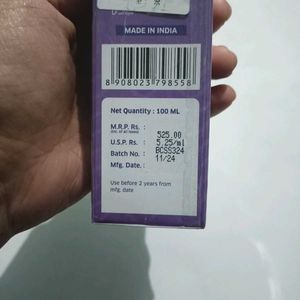 MADE IN INDIA
8 908023 798558
Net Quantity : 100 ML
M.R.P. Rs. : 525.00
(Inc. of all taxes)
U.S.P. Rs. : 5.25/ml
Batch No. : BCSS324
Mfg. Date. : 11/24
Use before 2 years from
mfg. date